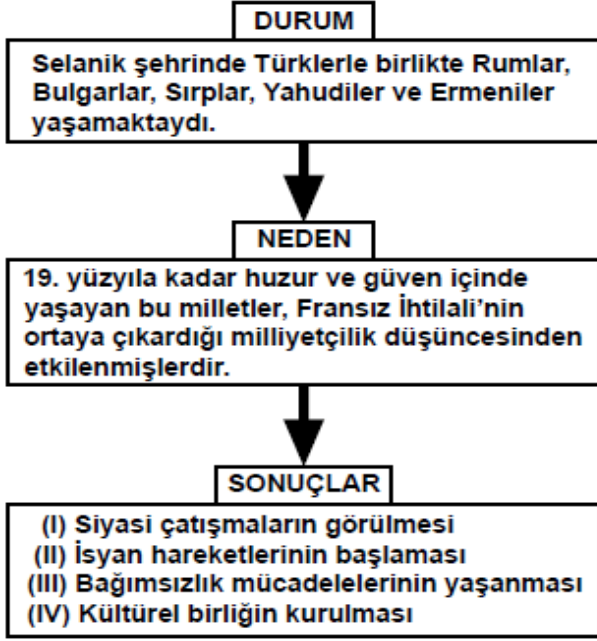 DURUM
Selanik şehrinde Türklerle birlikte Rumlar,
Bulgarlar, Sırplar, Yahudiler ve Ermeniler
yaşamaktaydı.
NEDEN
19. yüzyıla kadar huzur ve güven içinde
yaşayan bu milletler, Fransız İhtilali’nin
ortaya çıkardığı milliyetçilik düşüncesinden
etkilenmişlerdir.
SONUÇLAR
(I) Siyasi çatışmaların görülmesi
(II) İsyan hareketlerinin başlaması
(III) Bağımsızlık mücadelelerinin yaşanması
(IV) Kültürel birliğin kurulması